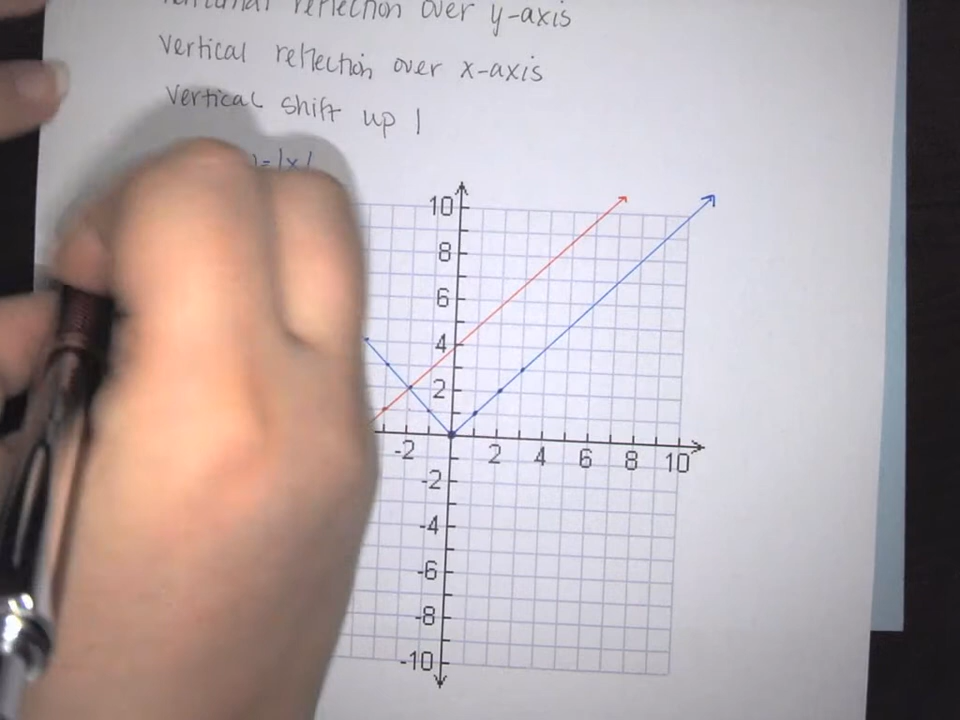 reflection over y-axis
vertical reflection over x-axis
vertical shift up 1
=|x|
10
8
6
4
2
-2 2 4 6 8 10
-2
-4
-6
-8
-10